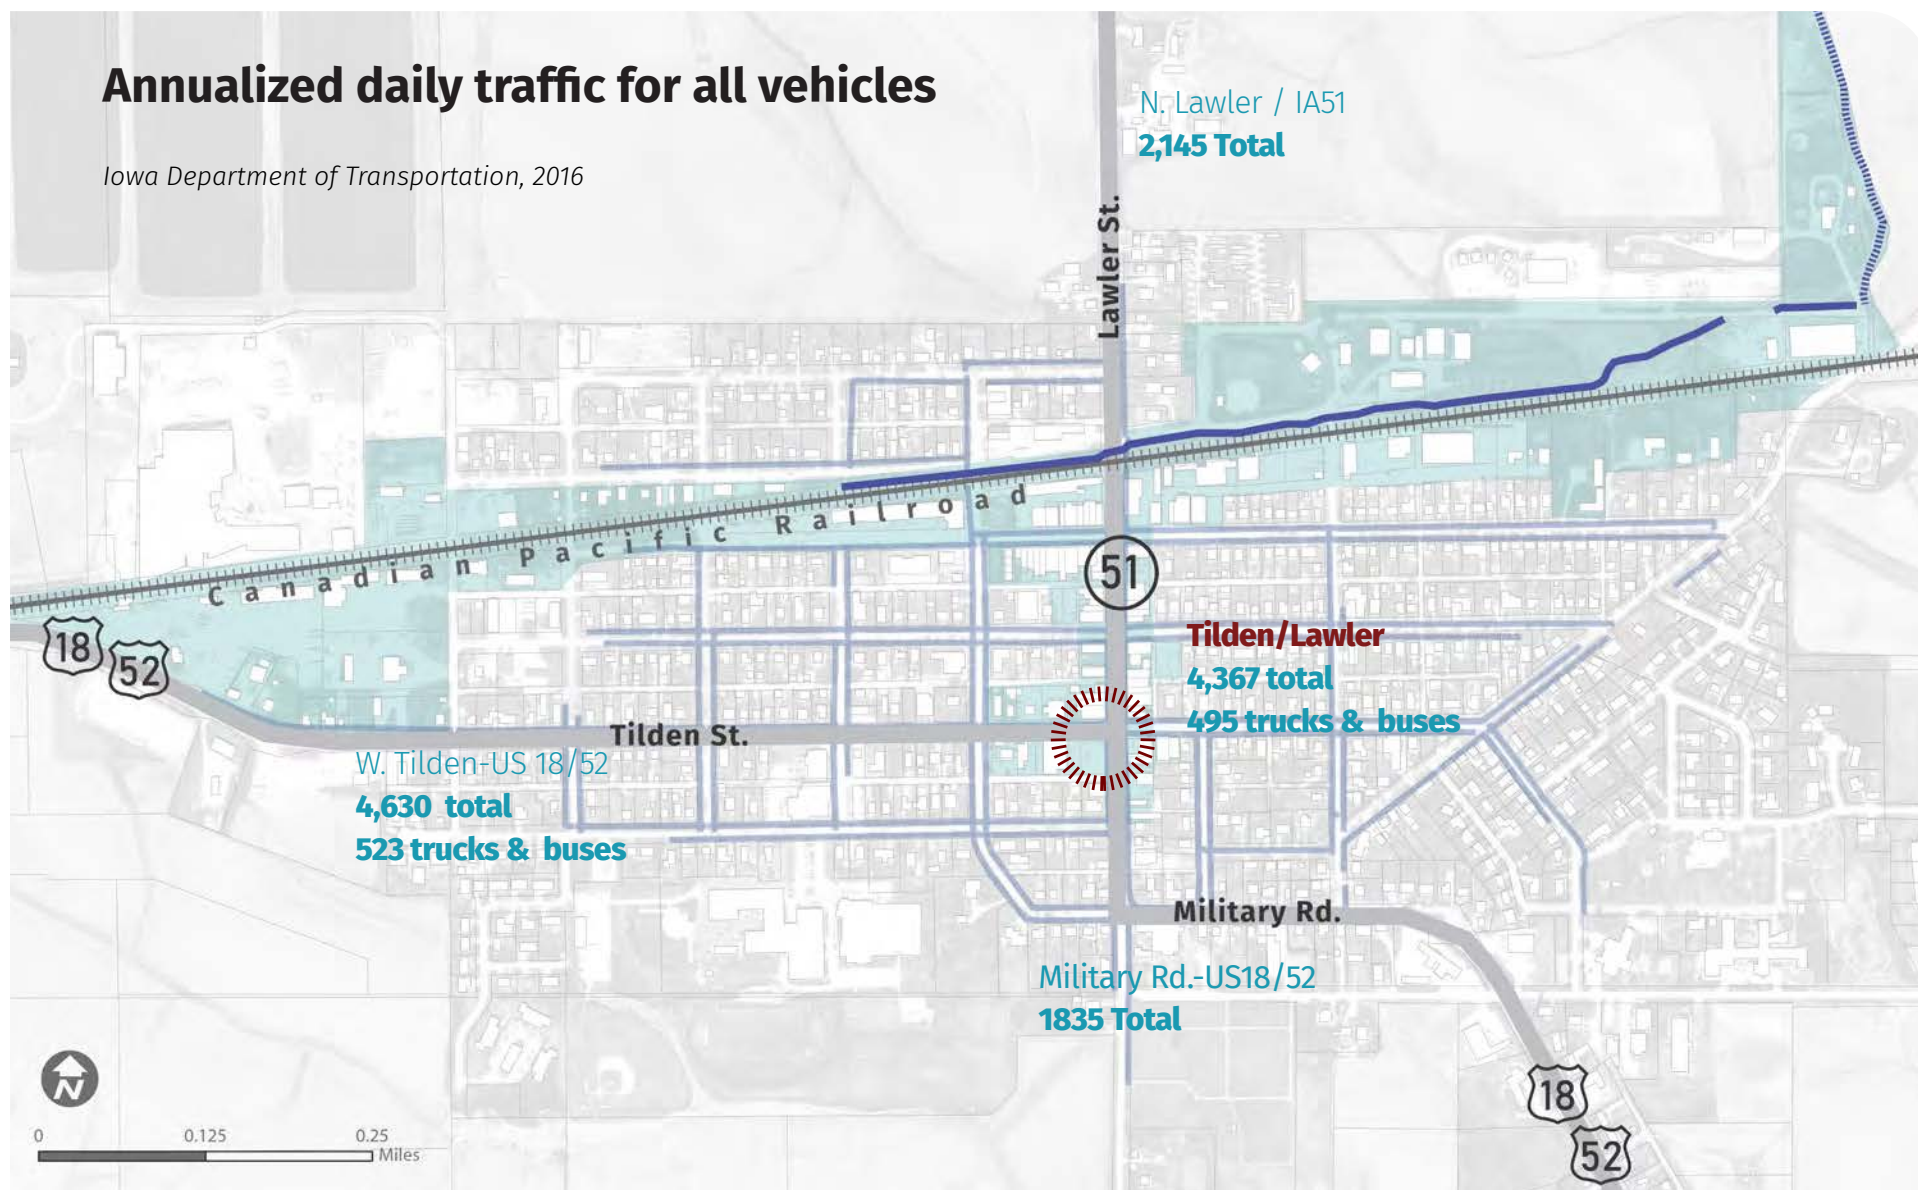 Annualized daily traffic for all vehicles
Iowa Department of Transportation, 2016
N. Lawler / IA51
2,145 Total
Lawler St.
Canadian Pacific Railroad
51
18
52
Tilden/Lawler
4,367 total
495 trucks & buses
Tilden St.
W. Tilden-US 18/52
4,630 total
523 trucks & buses
Military Rd.
Military Rd.-US18/52
1835 Total
18
52
N
0 0.125 0.25
Miles